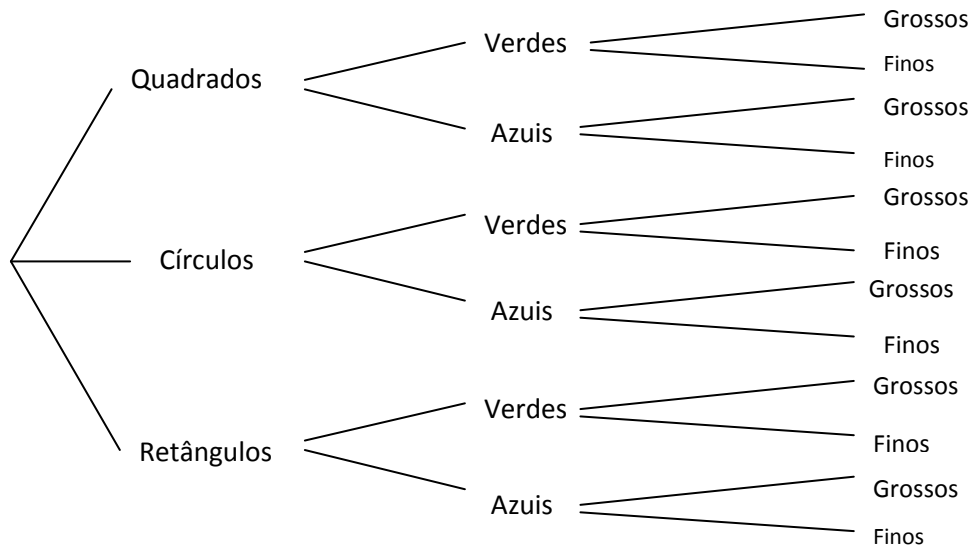 Grossos
Verdes
Finos
Quadrados
Grossos
Azuis
Finos
Grossos
Verdes
Finos
Círculos
Grossos
Azuis
Finos
Grossos
Verdes
Finos
Retângulos
Grossos
Azuis
Finos